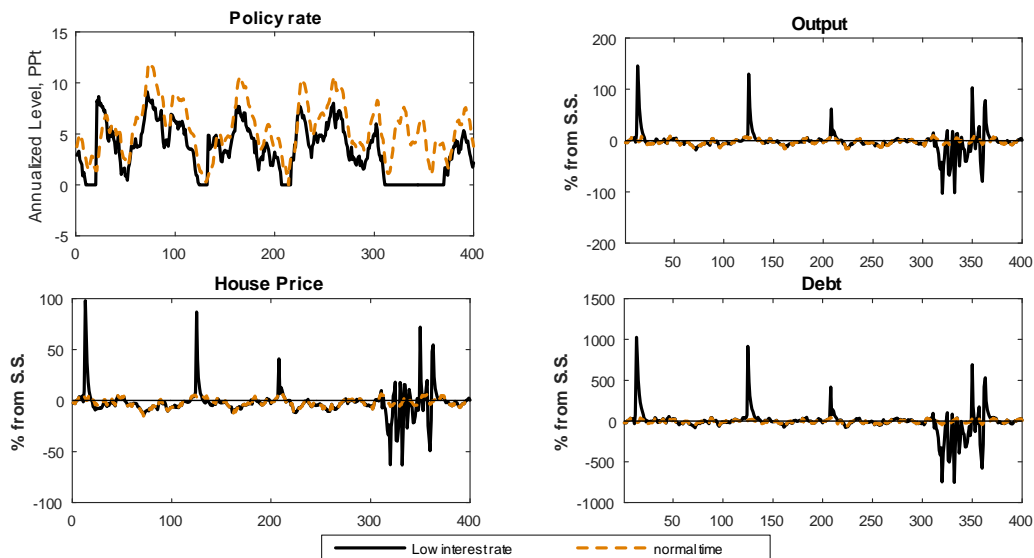 Policy rate
Annualized Level, PPt
15
10
5
0
-5
0 100 200 300 400
Output
% from S.S.
200
100
0
-100
-200
50 100 150 200 250 300 350 400
House Price
% from S.S.
100
50
0
-50
-100
0 100 200 300 400
Debt
% from S.S.
1500
1000
500
0
-500
-1000
50 100 150 200 250 300 350 400
Low interest rate normal time